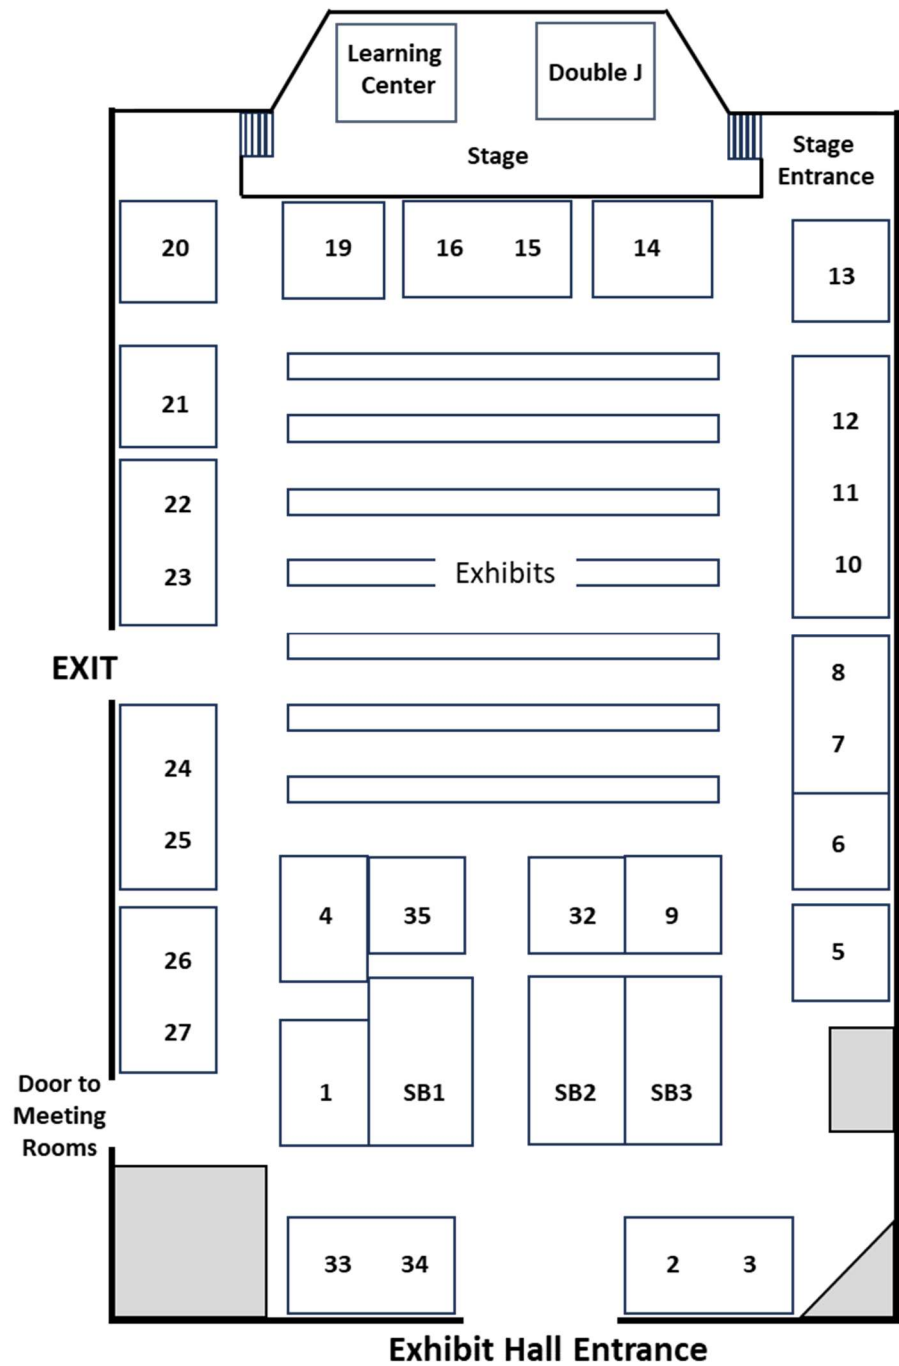 Learning
Center
Double J
Stage
Stage
Entrance
20
19
16
15
14
13
21
12
22
11
23
Exhibits
10
EXIT
8
7
24
25
6
4
35
32
9
5
26
27
Door to
Meeting
Rooms
1
SB1
SB2
SB3
33
34
2
3
Exhibit Hall Entrance